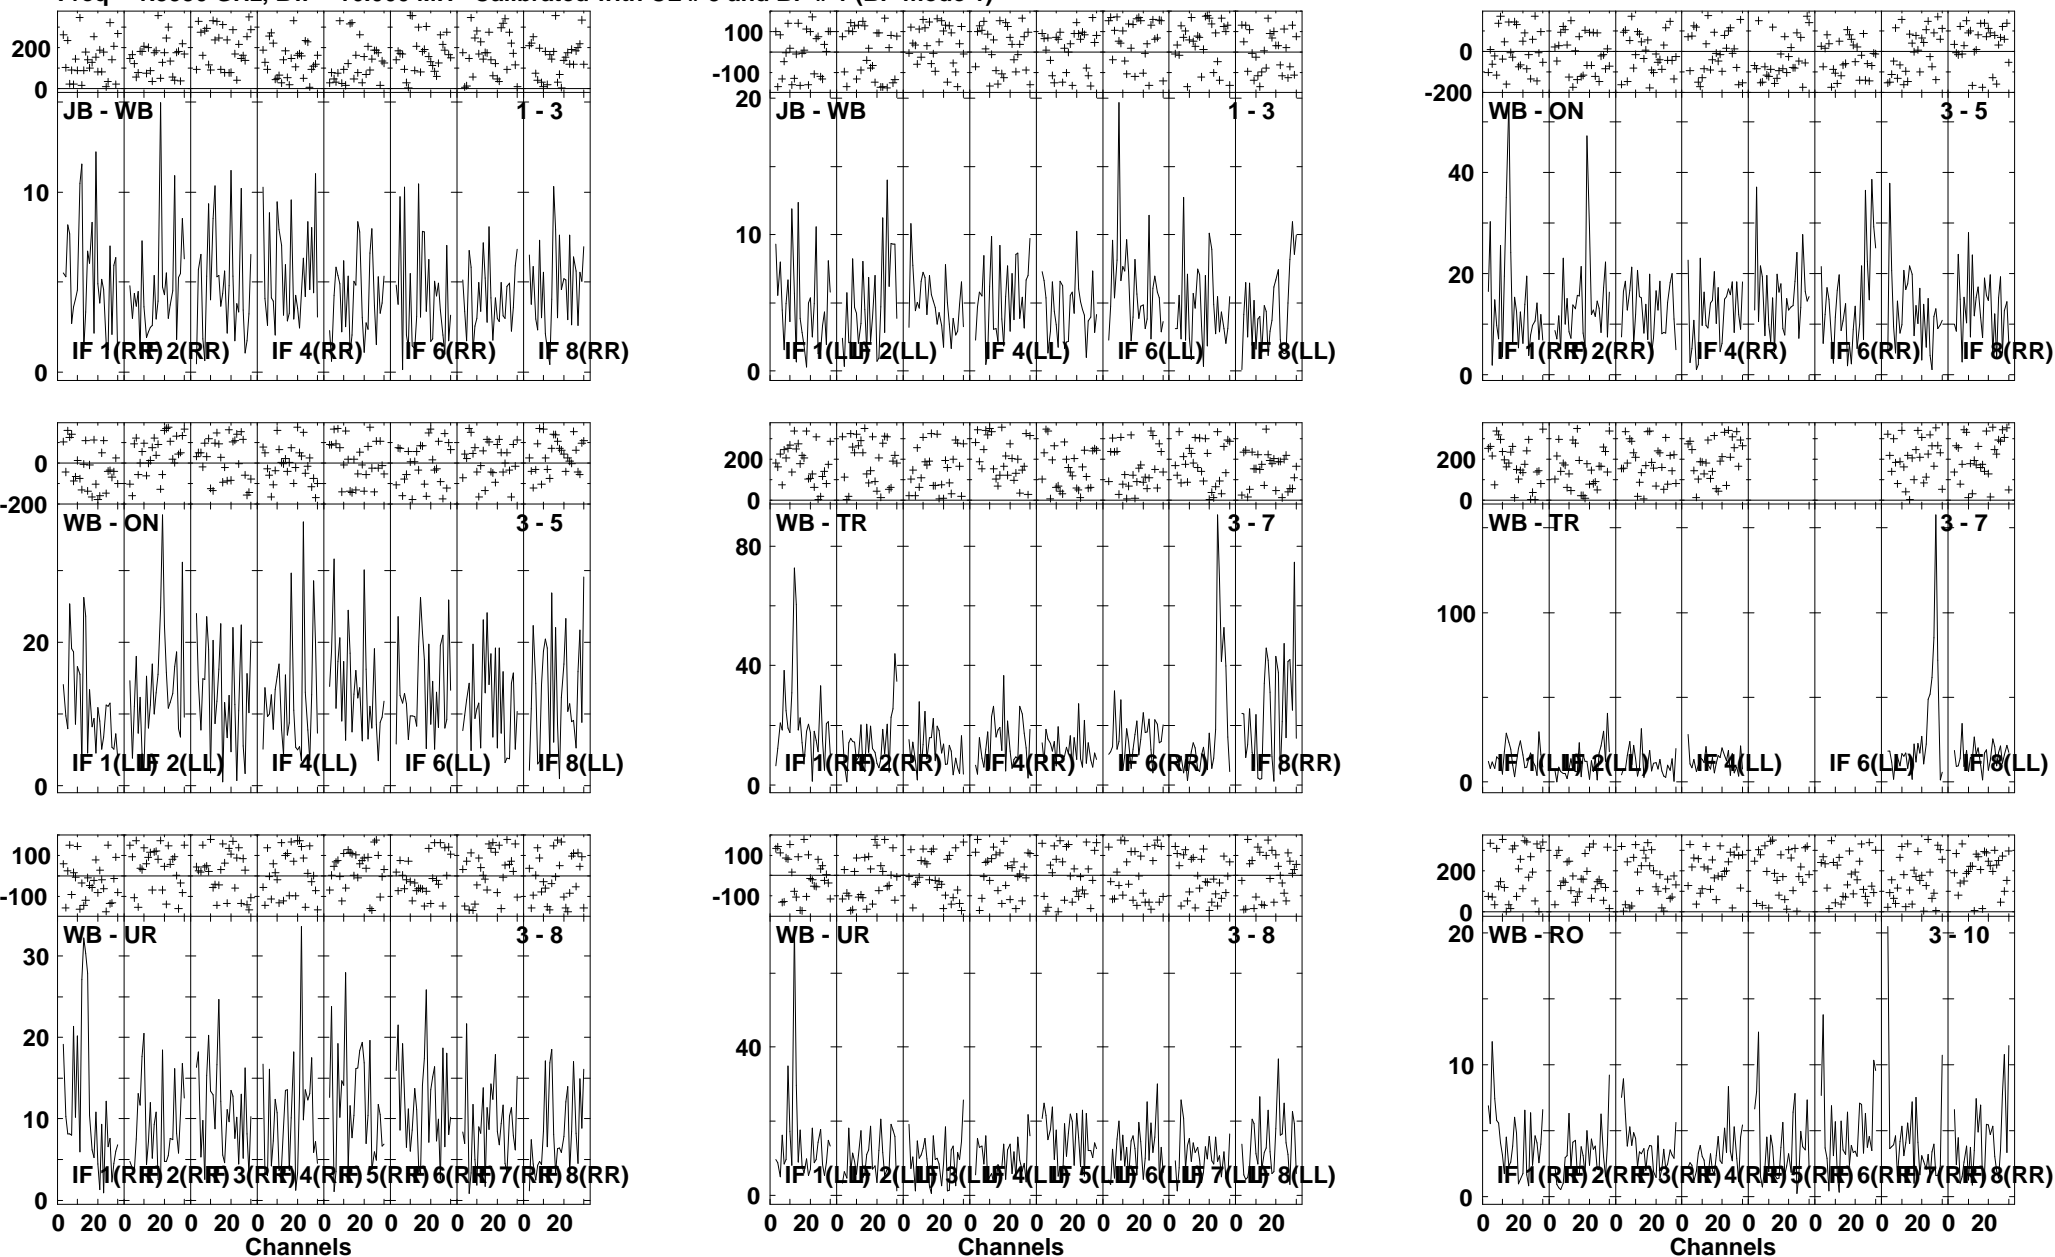 200 100 0
0 -100 -200
JB - WB 1 - 3 JB - WB 1 - 3 WB - ON 3 - 5
20
10 10 40
20
0 0 0
IF 1(RR) IF 2(RR) IF 4(RR) IF 6(RR) IF 8(RR) IF 1(LL) IF 2(LL) IF 4(LL) IF 6(LL) IF 8(LL) IF 1(RR) IF 2(RR) IF 4(RR) IF 6(RR) IF 8(RR)
0 200 200
-200 0 0
WB - ON 3 - 5 WB - TR 3 - 7 WB - TR 3 - 7
20 80 100
40
0 0 0
IF 1(LL) IF 2(LL) IF 4(LL) IF 6(LL) IF 8(LL) IF 1(RR) IF 2(RR) IF 4(RR) IF 6(RR) IF 8(RR) IF 1(LL) IF 2(LL) IF 4(LL) IF 6(LL) IF 8(LL)
100 100 200
-100 -100 0
WB - UR 3 - 8 WB - UR 3 - 8 WB - RO 3 - 10
30 20
20 40
10 10
0 0 0
IF 1(RR) IF 2(RR) IF 3(RR) IF 4(RR) IF 5(RR) IF 6(RR) IF 7(RR) IF 8(RR) IF 1(LL) IF 2(LL) IF 3(LL) IF 4(LL) IF 5(LL) IF 6(LL) IF 7(LL) IF 8(LL) IF 1(RR) IF 2(RR) IF 3(RR) IF 4(RR) IF 5(RR) IF 6(RR) IF 7(RR) IF 8(RR)
0 20 0 20 0 20 0 20 0 20 0 20 0 20 0 20 0 20 0 20 0 20 0 20 0 20 0 20 0 20 0 20 0 20 0 20 0 20 0 20 0 20 0 20 0 20 0 20
Channels Channels Channels